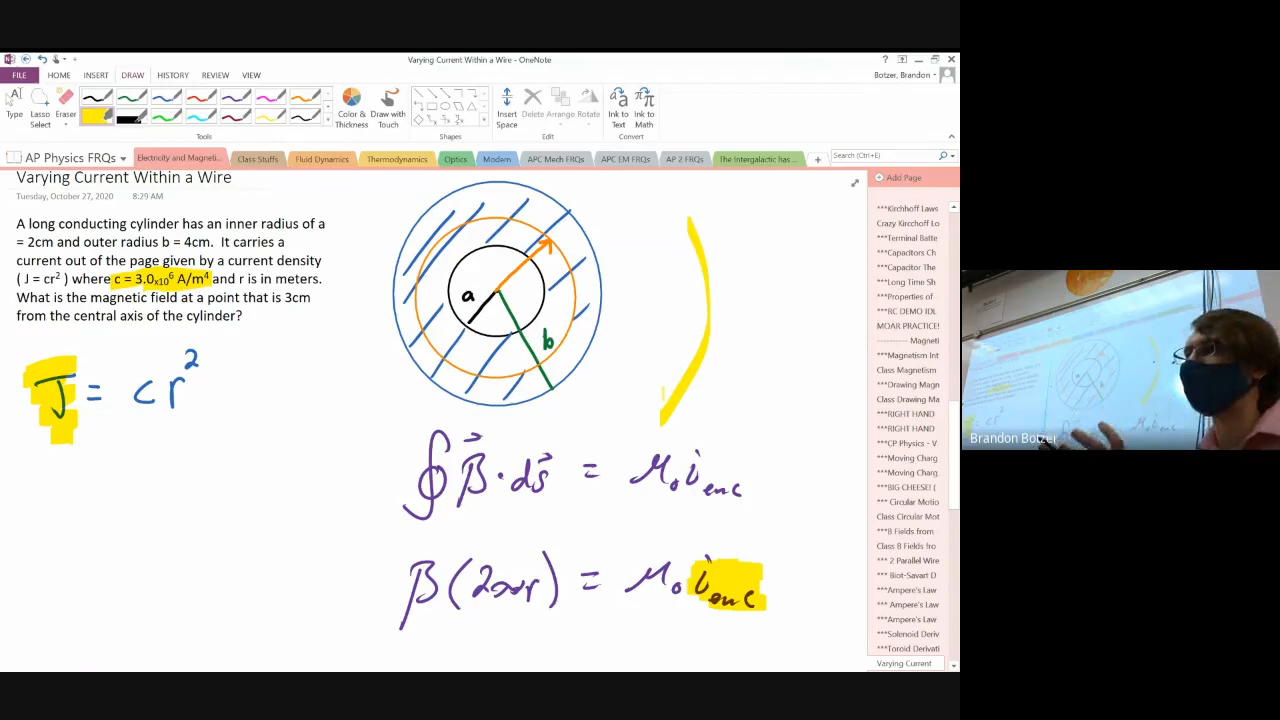 Varying Current Within a Wire - OneNote
Botzer, Brandon
FILE HOME INSERT DRAW HISTORY REVIEW VIEW
Type Lasso Select Eraser Color & Thickness Draw with Touch Insert Space Delete Arrange Rotate Ink to Text Ink to Math
Tools Shapes Edit Convert
AP Physics FRQs Electricity and Magneti... Class Stuffs Fluid Dynamics Thermodynamics Optics Modern APC Mech FRQs APC EM FRQs AP 2 FRQs The Intergalactic has ... Search (Ctrl+E)
Varying Current Within a Wire
Tuesday, October 27, 2020 8:29 AM
A long conducting cylinder has an inner radius of a
= 2cm and outer radius b = 4cm. It carries a
current out of the page given by a current density
( J = cr² ) where c = 3.0x10⁶ A/m⁴ and r is in meters.
What is the magnetic field at a point that is 3cm
from the central axis of the cylinder?
J = cr²
a
b
∮B⃗·ds⃗ = μ₀i_enc
B(2πr) = μ₀i_enc
Add Page
***Kirchhoff Laws
Crazy Kircchoff L
***Terminal Batte
***Capacitors Ch
***Capacitor The
***Long Time Sh
***Properties of
***RC DEMO IDL
MOAR PRACTICE!
---------- Magneti
***Magnetism Int
Class Magnetism
***Drawing Magn
Class Drawing Ma
***RIGHT HAND
***RIGHT HAND
***CP Physics - V
***Moving Charg
***Moving Charg
***BIG CHEESE! (
*** Circular Motio
Class Circular Mot
***B Fields from
Class B Fields fro
*** 2 Parallel Wire
*** Biot-Savart D
***Ampere's Law
*** Ampere's Law
***Ampere's Law
***Solenoid Deriv
***Toroid Derivati
Varying Current
Brandon Botzer